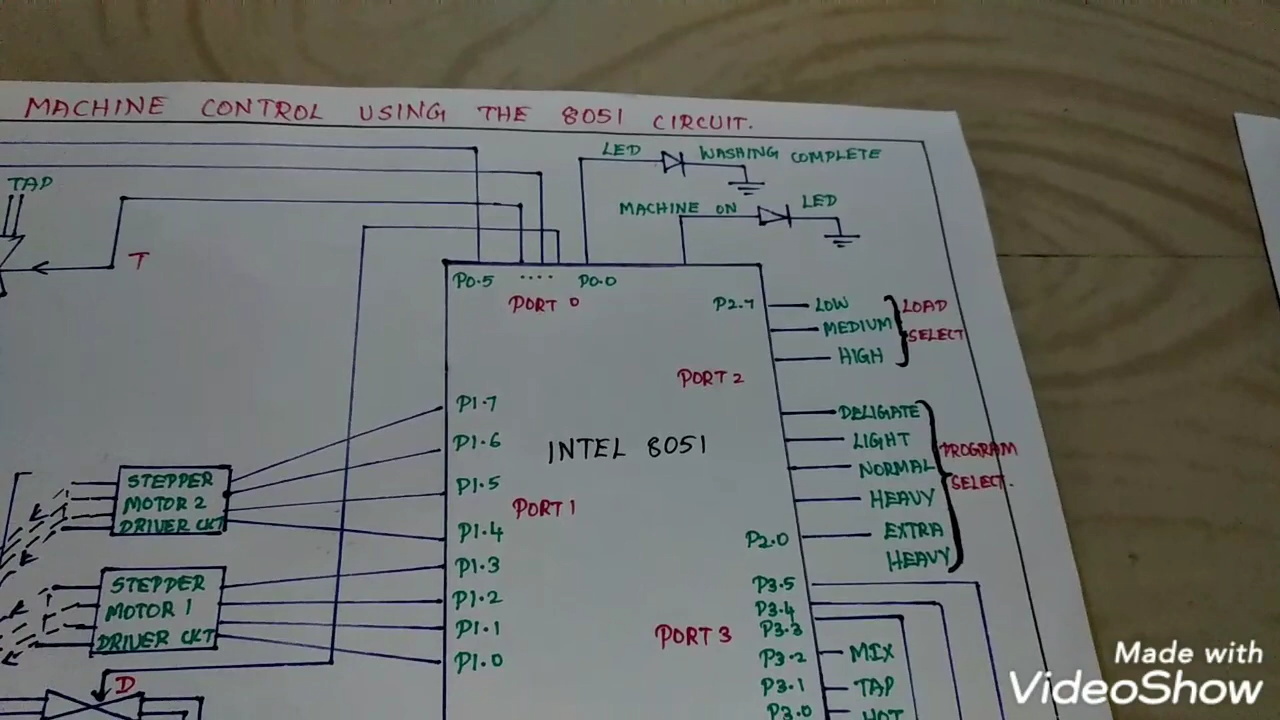 MACHINE CONTROL USING THE 8051 CIRCUIT.
LED WASHING COMPLETE
TAP
MACHINE ON LED
T
P0.5 .... P0.0
PORT 0
P2.7
LOW
MEDIUM
HIGH
LOAD
SELECT
PORT 2
P1.7
P1.6
P1.5
P1.4
P1.3
P1.2
P1.1
P1.0
INTEL 8051
PORT 1
DELIGATE
LIGHT
NORMAL
HEAVY
EXTRA
HEAVY
PROGRAM
SELECT.
STEPPER
MOTOR 2
DRIVER CKT
STEPPER
MOTOR 1
DRIVER CKT
P2.0
P3.5
P3.4
P3.3
P3.2
P3.1
P3.0
PORT 3
MIX
TAP
HOT
D
Made with
VideoShow